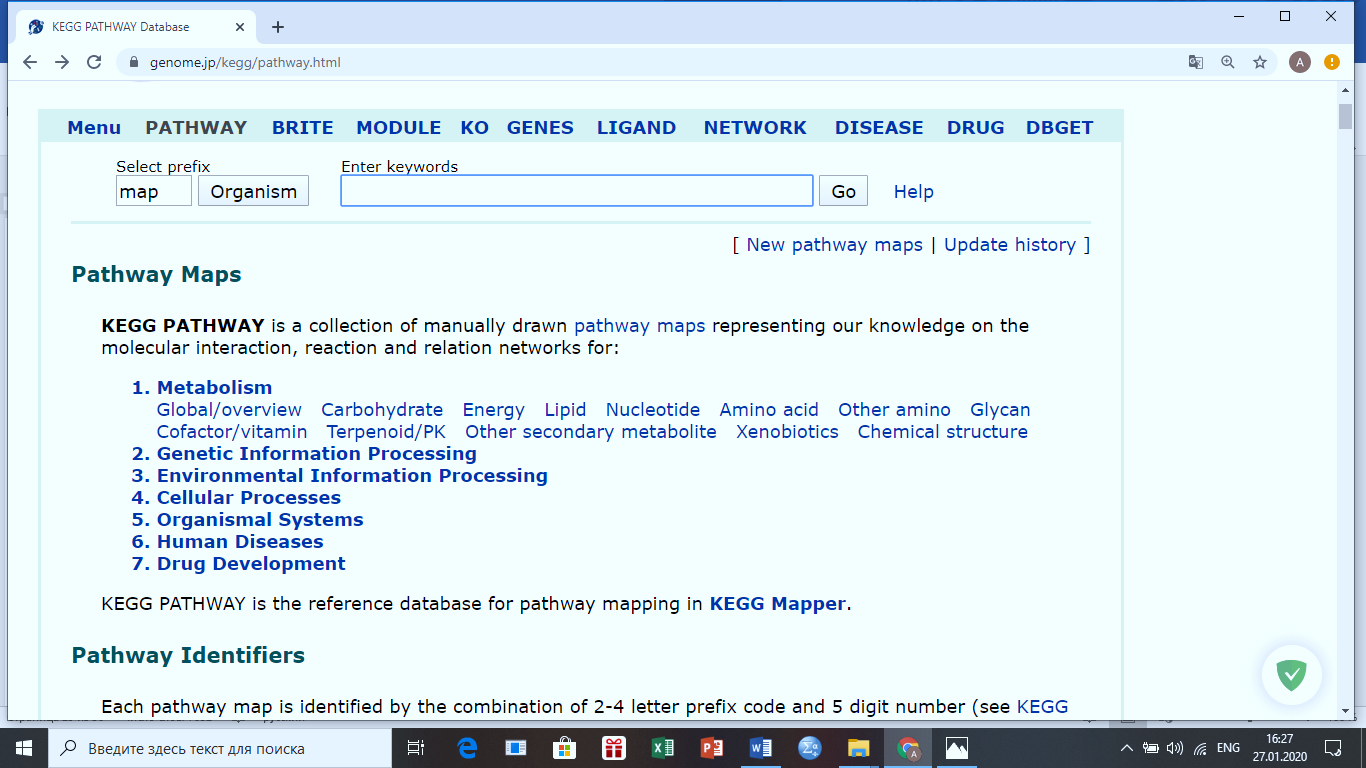 KEGG PATHWAY Database
genome.jp/kegg/pathway.html
A
Menu PATHWAY BRITE MODULE KO GENES LIGAND NETWORK DISEASE DRUG DBGET
Select prefix Enter keywords
map Organism Go Help
[ New pathway maps | Update history ]
Pathway Maps
KEGG PATHWAY is a collection of manually drawn pathway maps representing our knowledge on the
molecular interaction, reaction and relation networks for:
1. Metabolism
Global/overview Carbohydrate Energy Lipid Nucleotide Amino acid Other amino Glycan
Cofactor/vitamin Terpenoid/PK Other secondary metabolite Xenobiotics Chemical structure
2. Genetic Information Processing
3. Environmental Information Processing
4. Cellular Processes
5. Organismal Systems
6. Human Diseases
7. Drug Development
KEGG PATHWAY is the reference database for pathway mapping in KEGG Mapper.
Pathway Identifiers
Each pathway map is identified by the combination of 2-4 letter prefix code and 5 digit number (see KEGG
Введите здесь текст для поиска
ENG
16:27
27.01.2020